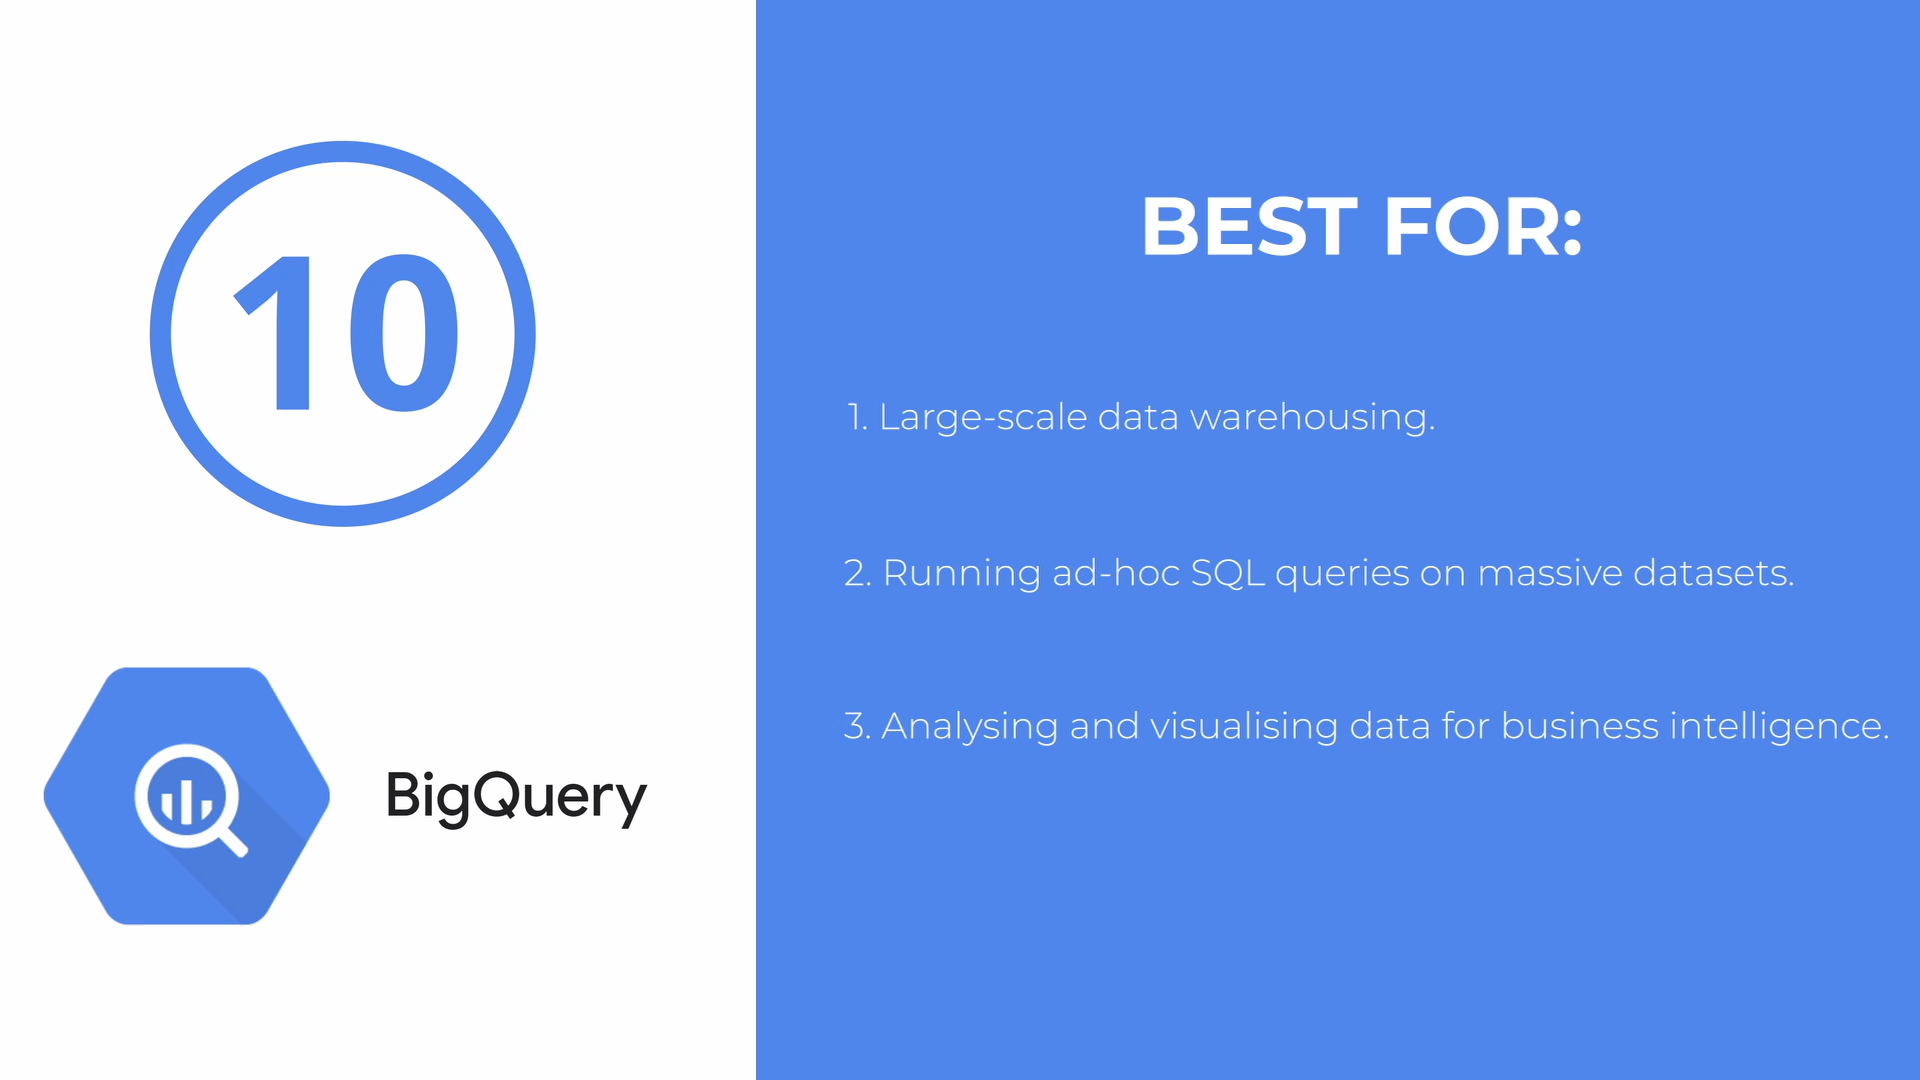 10
BigQuery
BEST FOR:
1. Large-scale data warehousing.
2. Running ad-hoc SQL queries on massive datasets.
3. Analysing and visualising data for business intelligence.